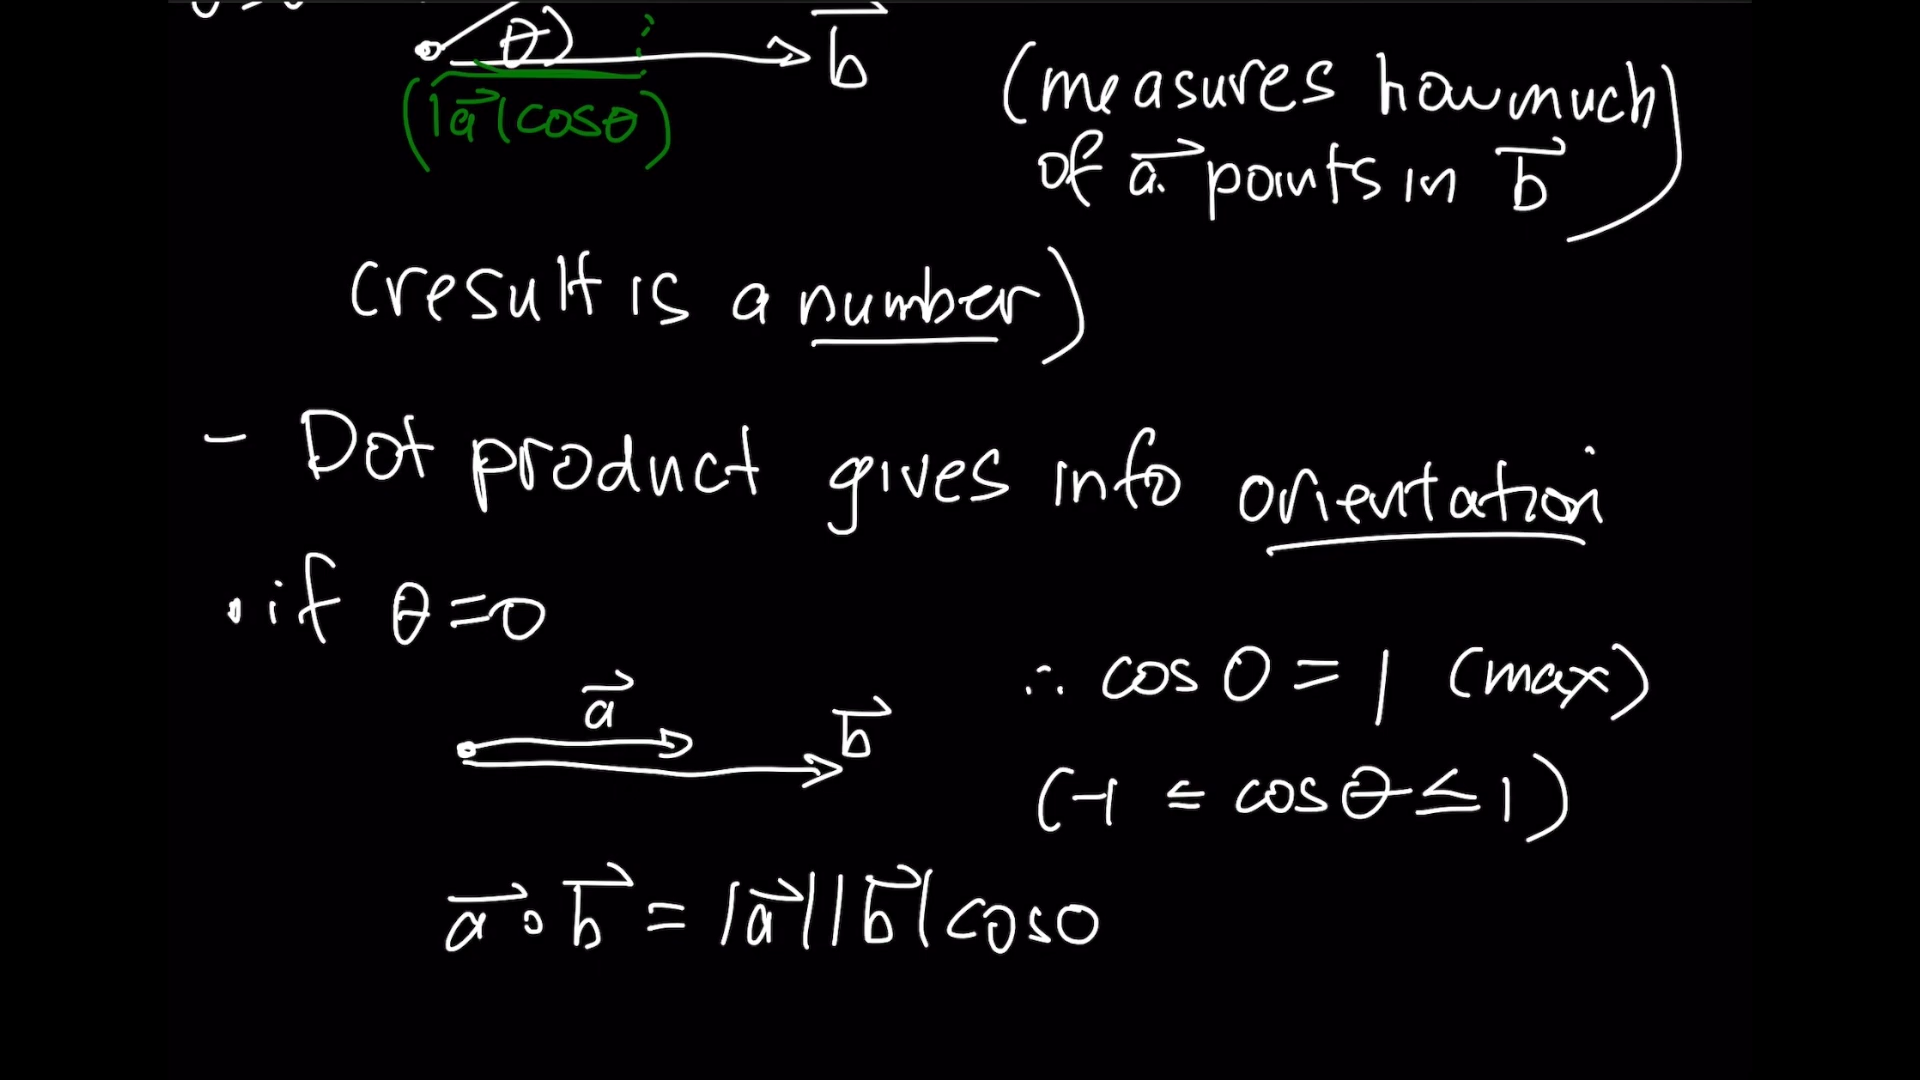 θ
b⃗
(|a⃗|cosθ)
(measures how much
of a⃗ points in b⃗)
(result is a number)
- Dot product gives info orientation
• if θ=0
a⃗
b⃗
∴ cos 0 = 1 (max)
(-1 ≤ cosθ ≤ 1)
a⃗ ∘ b⃗ = |a⃗||b⃗|cos0